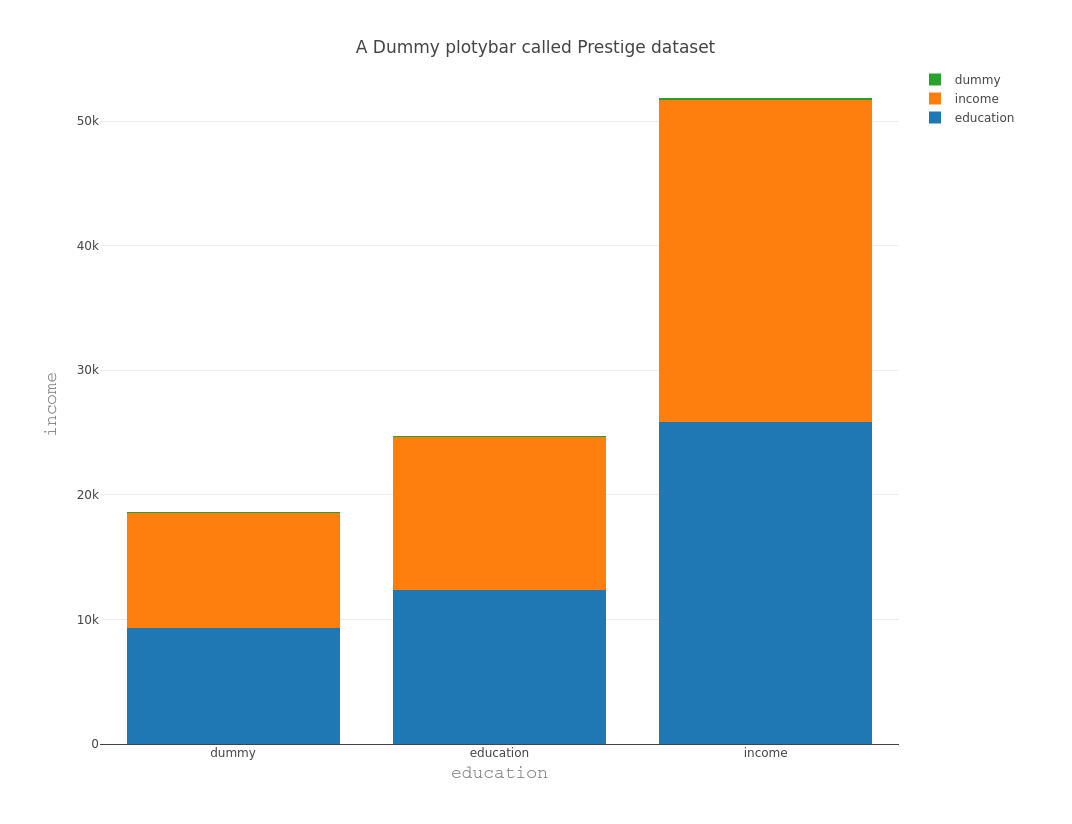 A Dummy plotybar called Prestige dataset
dummy
income
education
50k
40k
30k
20k
10k
0
income
dummy
education
income
education